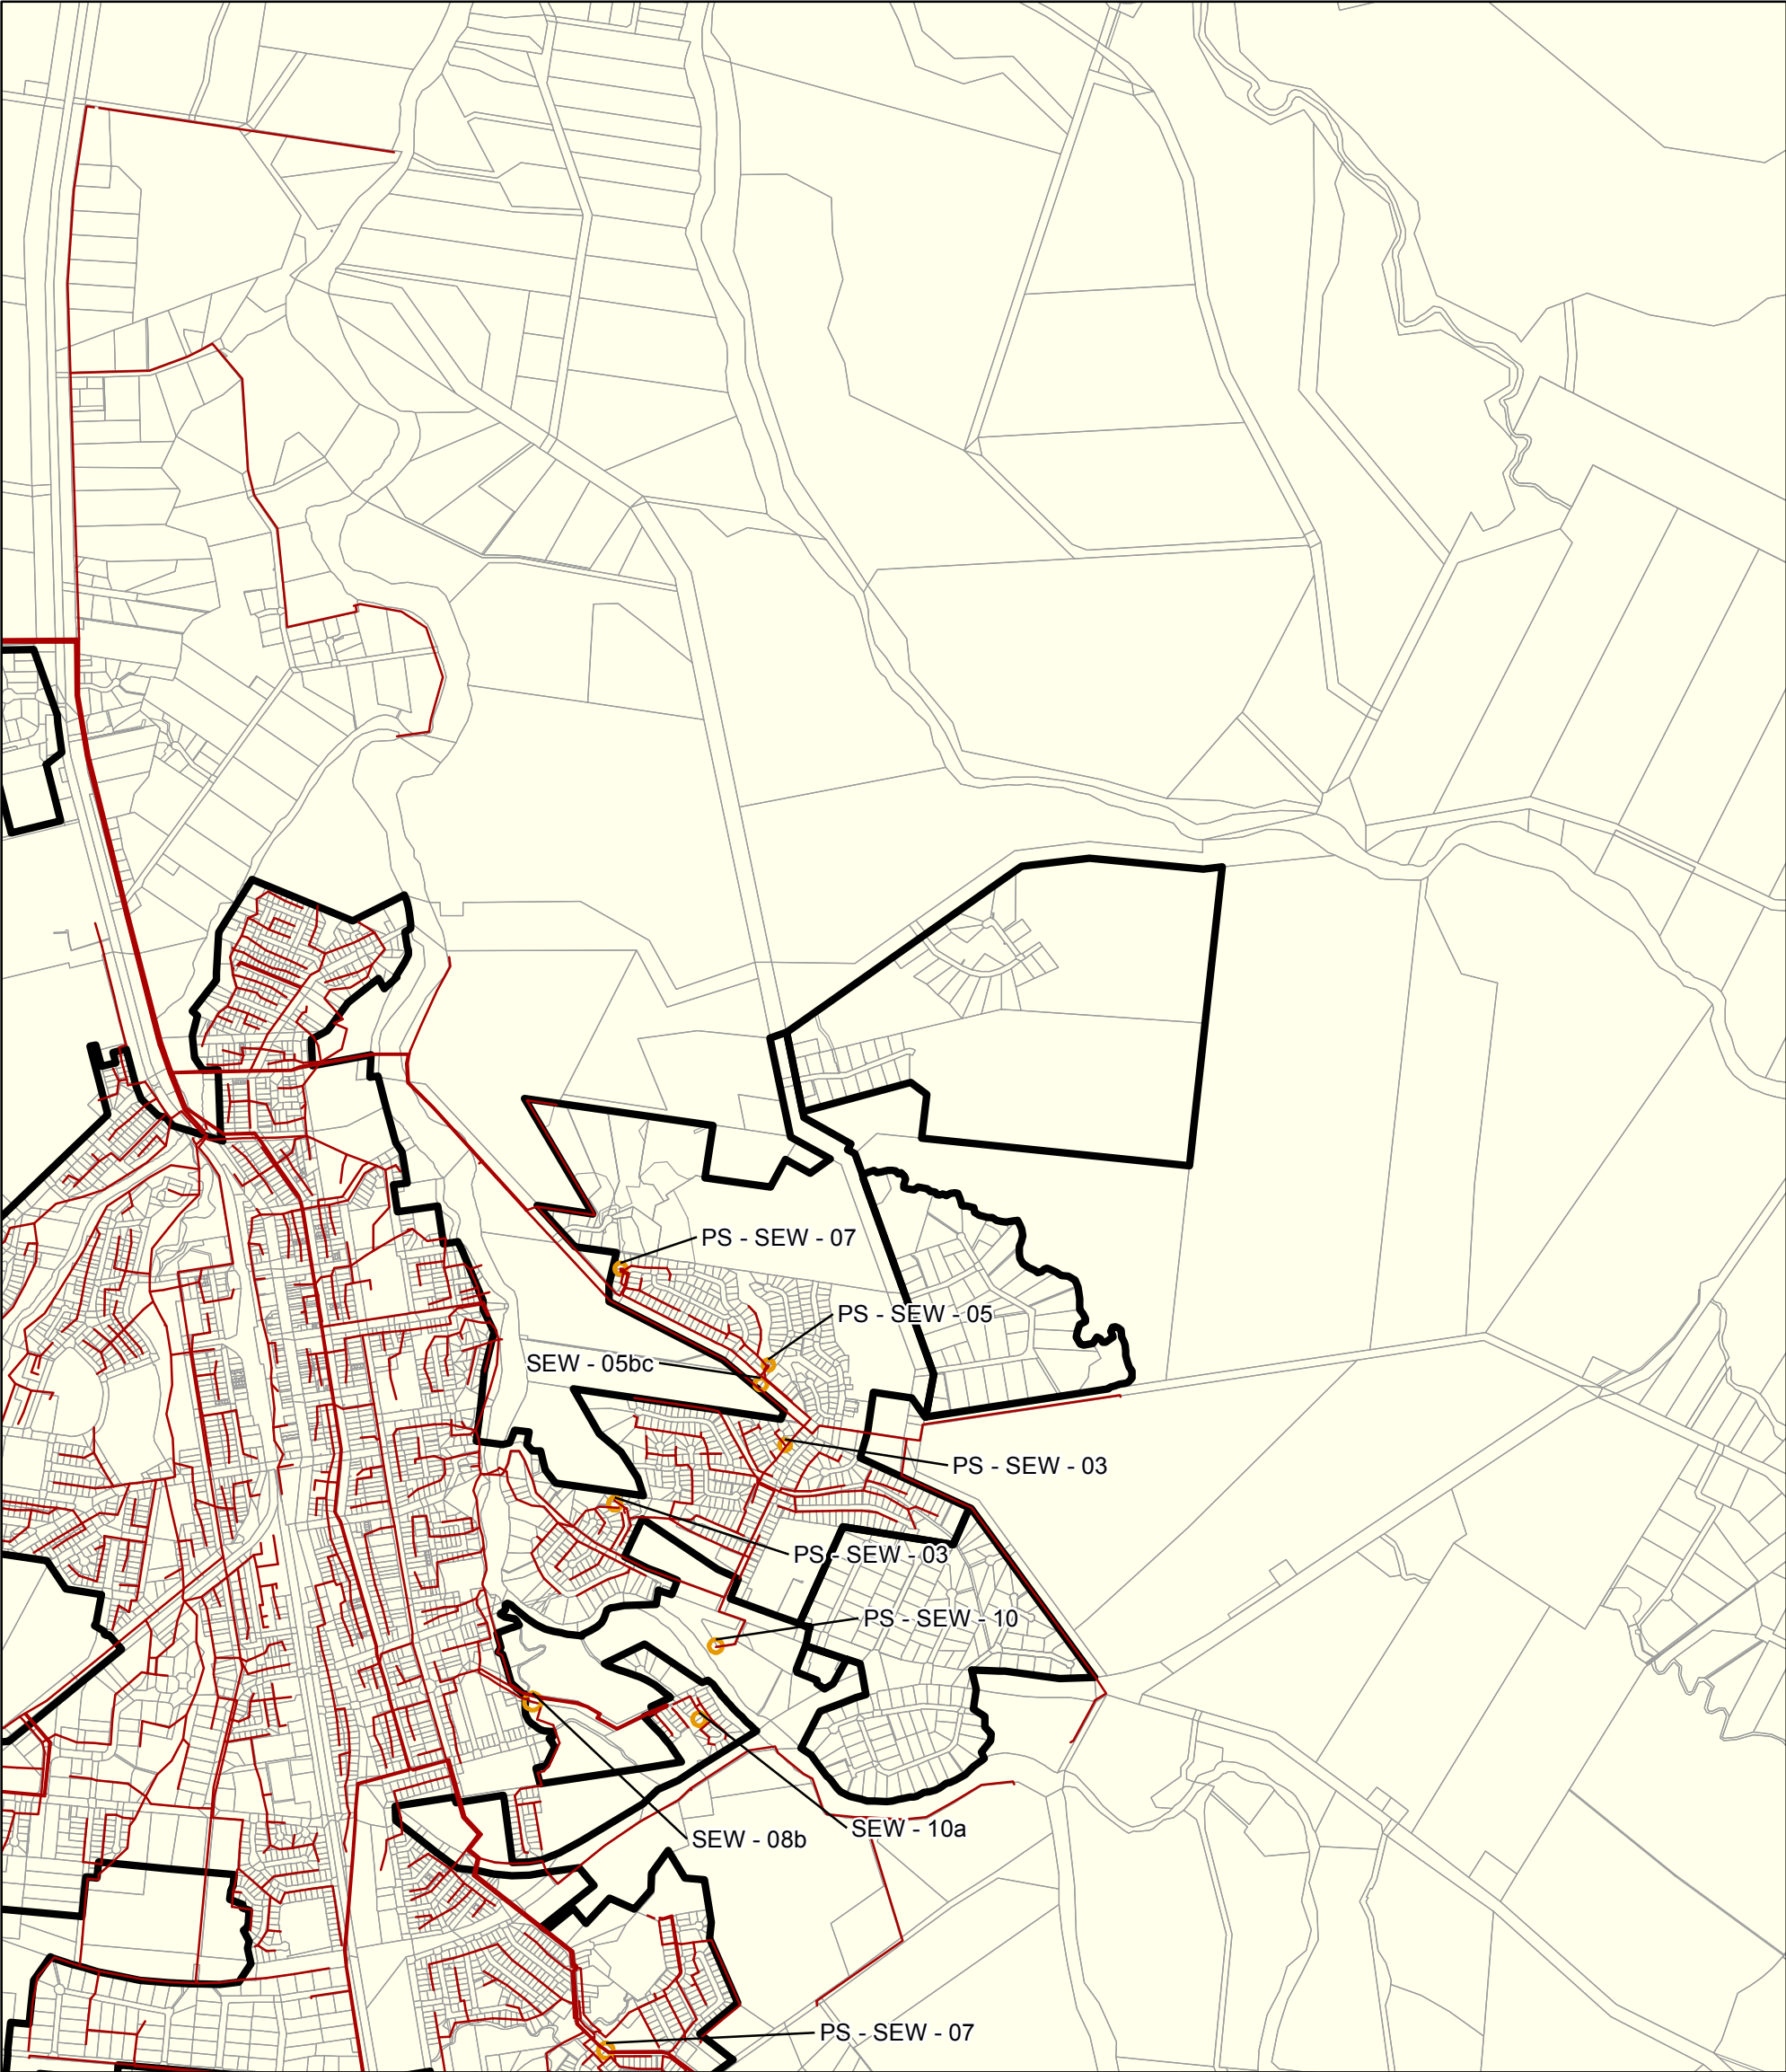 PS - SEW - 07
PS - SEW - 05
SEW - 05bc
PS - SEW - 03
PS - SEW - 03
PS - SEW - 10
SEW - 10a
SEW - 08b
PS - SEW - 07